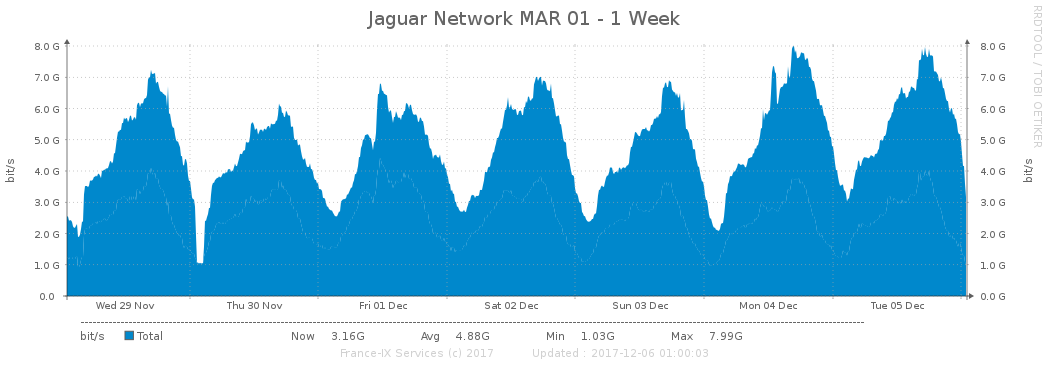 Jaguar Network MAR 01 - 1 Week
RRDTOOL / TOBI OETIKER
8.0 G 8.0 G
7.0 G 7.0 G
6.0 G 6.0 G
5.0 G 5.0 G
4.0 G 4.0 G
3.0 G 3.0 G
2.0 G 2.0 G
1.0 G 1.0 G
0.0 0.0 G
bit/s bit/s
Wed 29 Nov Thu 30 Nov Fri 01 Dec Sat 02 Dec Sun 03 Dec Mon 04 Dec Tue 05 Dec
bit/s Total Now 3.16G Avg 4.88G Min 1.03G Max 7.99G
France-IX Services (c) 2017 Updated : 2017-12-06 01:00:03